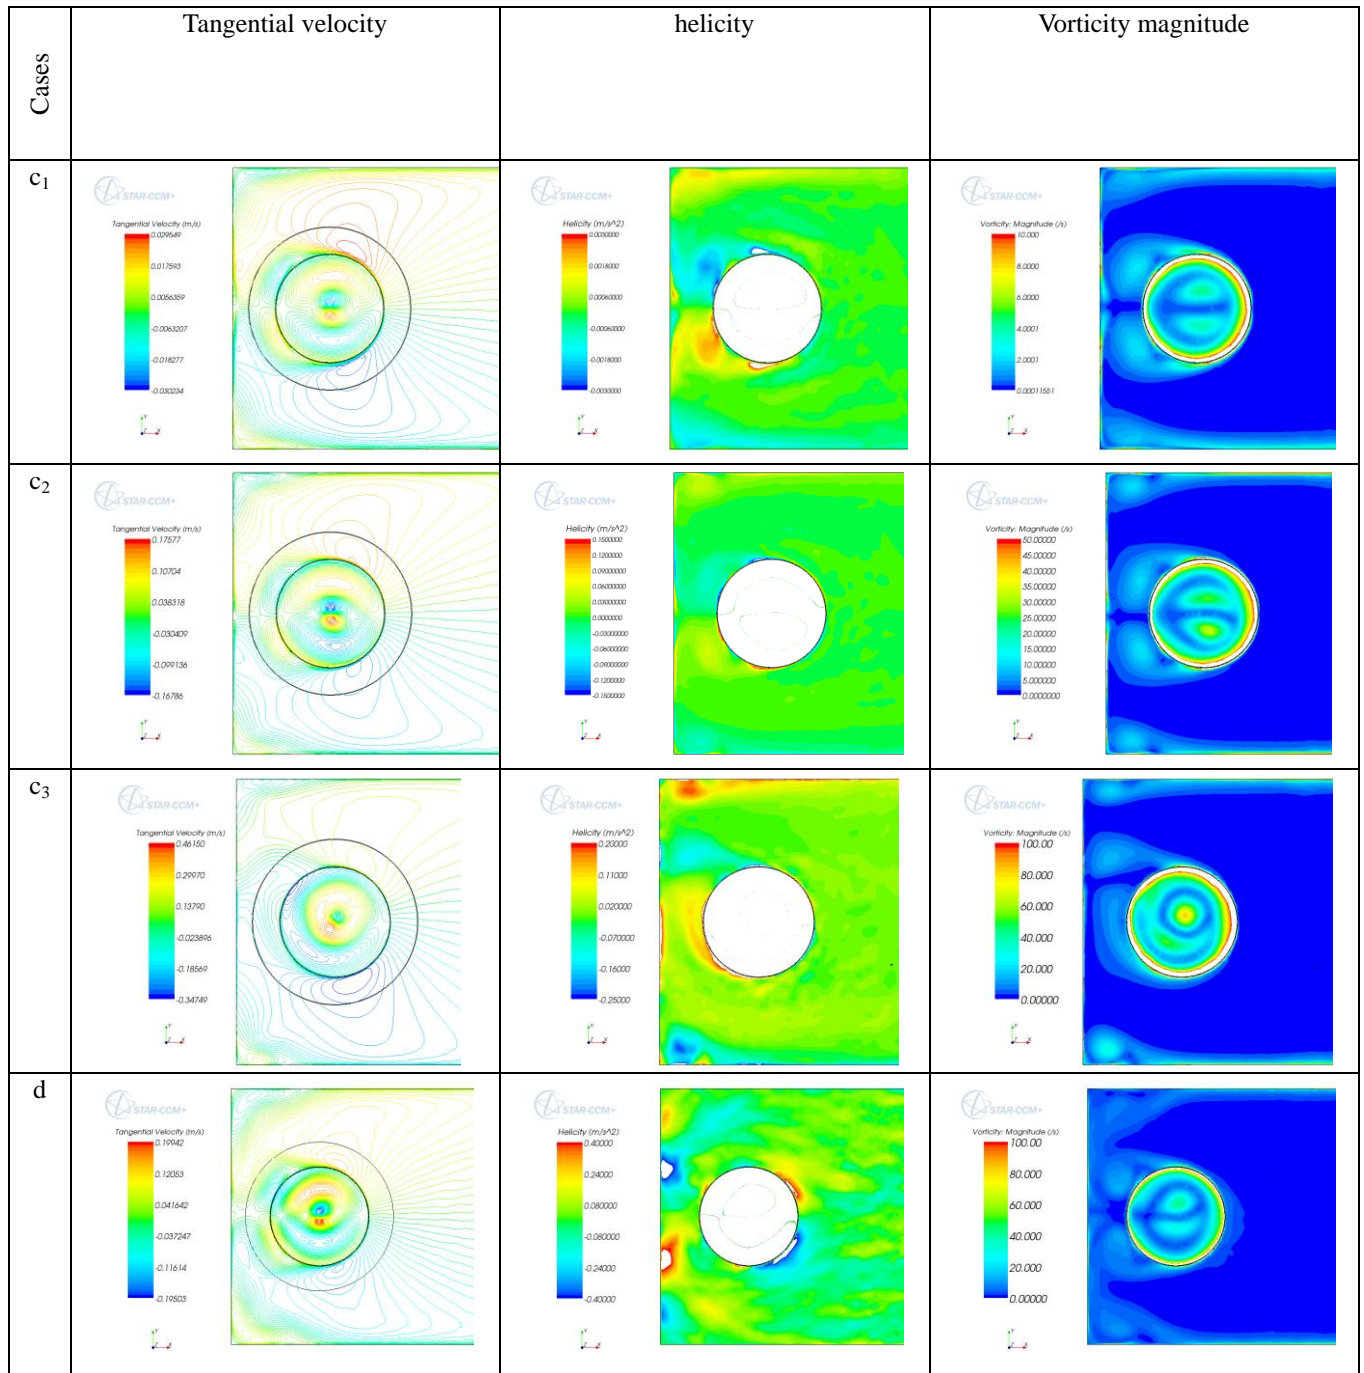 Cases
Tangential velocity
helicity
Vorticity magnitude
c1
STAR-CCM+
Tangential Velocity (m/s)
0.029549
0.017593
0.0056359
-0.0063207
-0.018277
-0.030234
STAR-CCM+
Helicity (m/s^2)
0.0030000
0.0018000
0.00060000
-0.00060000
-0.0018000
-0.0030000
STAR-CCM+
Vorticity: Magnitude (/s)
10.000
8.0000
6.0000
4.0001
2.0001
0.00011551
c2
STAR-CCM+
Tangential Velocity (m/s)
0.17577
0.10704
0.038318
-0.030409
-0.099136
-0.16786
STAR-CCM+
Helicity (m/s^2)
0.1500000
0.1200000
0.09000000
0.06000000
0.03000000
0.0000000
-0.03000000
-0.06000000
-0.09000000
-0.1200000
-0.1500000
STAR-CCM+
Vorticity: Magnitude (/s)
50.00000
45.00000
40.00000
35.00000
30.00000
25.00000
20.00000
15.00000
10.00000
5.000000
0.0000000
c3
STAR-CCM+
Tangential Velocity (m/s)
0.46150
0.29970
0.13790
-0.023896
-0.18569
-0.34749
STAR-CCM+
Helicity (m/s^2)
0.20000
0.11000
0.020000
-0.070000
-0.16000
-0.25000
STAR-CCM+
Vorticity: Magnitude (/s)
100.00
80.000
60.000
40.000
20.000
0.00000
d
STAR-CCM+
Tangential Velocity (m/s)
0.19942
0.12053
0.041642
-0.037247
-0.11614
-0.19503
STAR-CCM+
Helicity (m/s^2)
0.40000
0.24000
0.080000
-0.080000
-0.24000
-0.40000
STAR-CCM+
Vorticity: Magnitude (/s)
100.00
80.000
60.000
40.000
20.000
0.00000